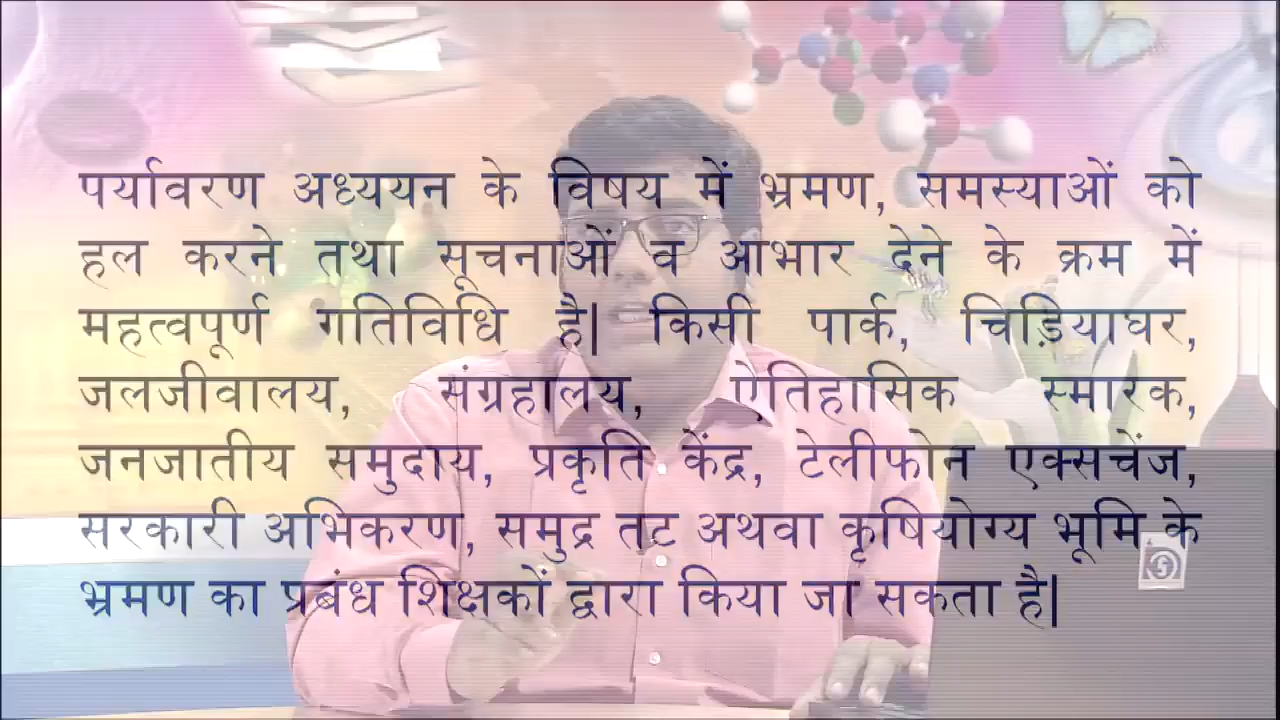 पर्यावरण अध्ययन के विषय में भ्रमण, समस्याओं को
हल करने तथा सूचनाओं व आभार देने के क्रम में
महत्वपूर्ण गतिविधि है| किसी पार्क, चिड़ियाघर,
जलजीवालय, संग्रहालय, ऐतिहासिक स्मारक,
जनजातीय समुदाय, प्रकृति केंद्र, टेलीफोन एक्सचेंज,
सरकारी अभिकरण, समुद्र तट अथवा कृषियोग्य भूमि के
भ्रमण का प्रबंध शिक्षकों द्वारा किया जा सकता है|